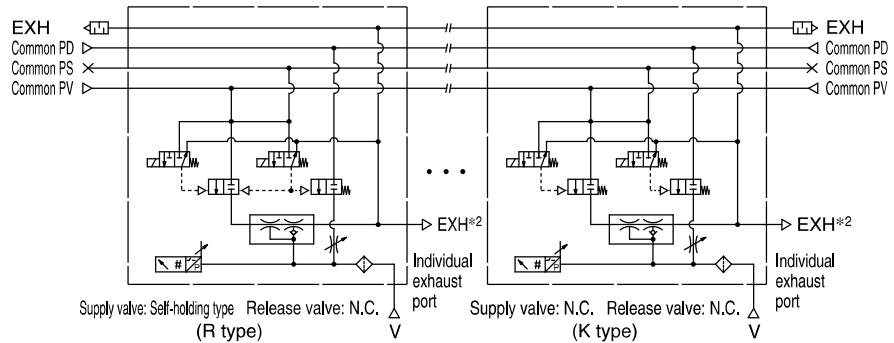 EXH
Common PD
Common PS
Common PV
EXH
Common PD
Common PS
Common PV
EXH*2
Individual
exhaust
port
#
P
Supply valve: Self-holding type
Release valve: N.C.
(R type)
V
EXH*2
Individual
exhaust
port
#
P
Supply valve: N.C.
Release valve: N.C.
(K type)
V